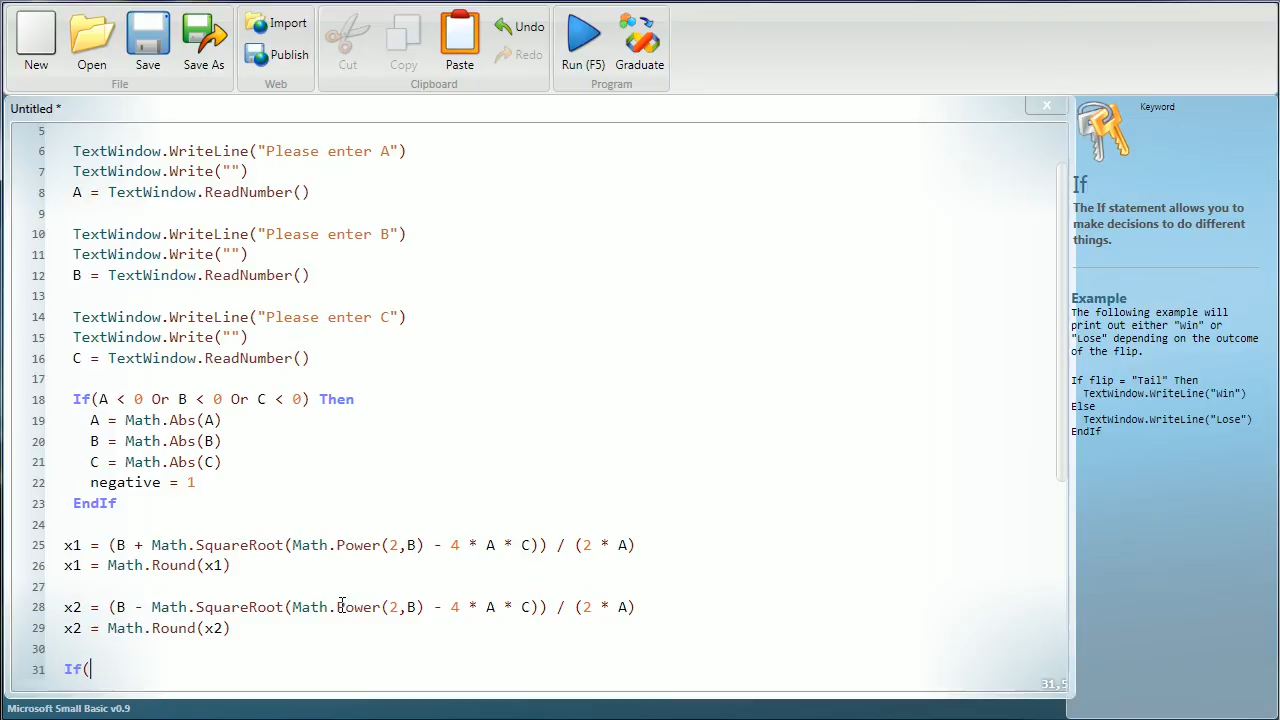 New Open Save Save As
File
Import
Publish
Web
Cut Copy Paste
Undo
Redo
Clipboard
Run (F5) Graduate
Program
Untitled *
x
5
6 TextWindow.WriteLine("Please enter A")
7 TextWindow.Write("")
8 A = TextWindow.ReadNumber()
9
10 TextWindow.WriteLine("Please enter B")
11 TextWindow.Write("")
12 B = TextWindow.ReadNumber()
13
14 TextWindow.WriteLine("Please enter C")
15 TextWindow.Write("")
16 C = TextWindow.ReadNumber()
17
18 If(A < 0 Or B < 0 Or C < 0) Then
19 A = Math.Abs(A)
20 B = Math.Abs(B)
21 C = Math.Abs(C)
22 negative = 1
23 EndIf
24
25 x1 = (B + Math.SquareRoot(Math.Power(2,B) - 4 * A * C)) / (2 * A)
26 x1 = Math.Round(x1)
27
28 x2 = (B - Math.SquareRoot(Math.Power(2,B) - 4 * A * C)) / (2 * A)
29 x2 = Math.Round(x2)
30
31 If(
31,5
Microsoft Small Basic v0.9
Keyword
If
The If statement allows you to
make decisions to do different
things.
Example
The following example will
print out either "Win" or
"Lose" depending on the outcome
of the flip.
If flip = "Tail" Then
TextWindow.WriteLine("Win")
Else
TextWindow.WriteLine("Lose")
EndIf